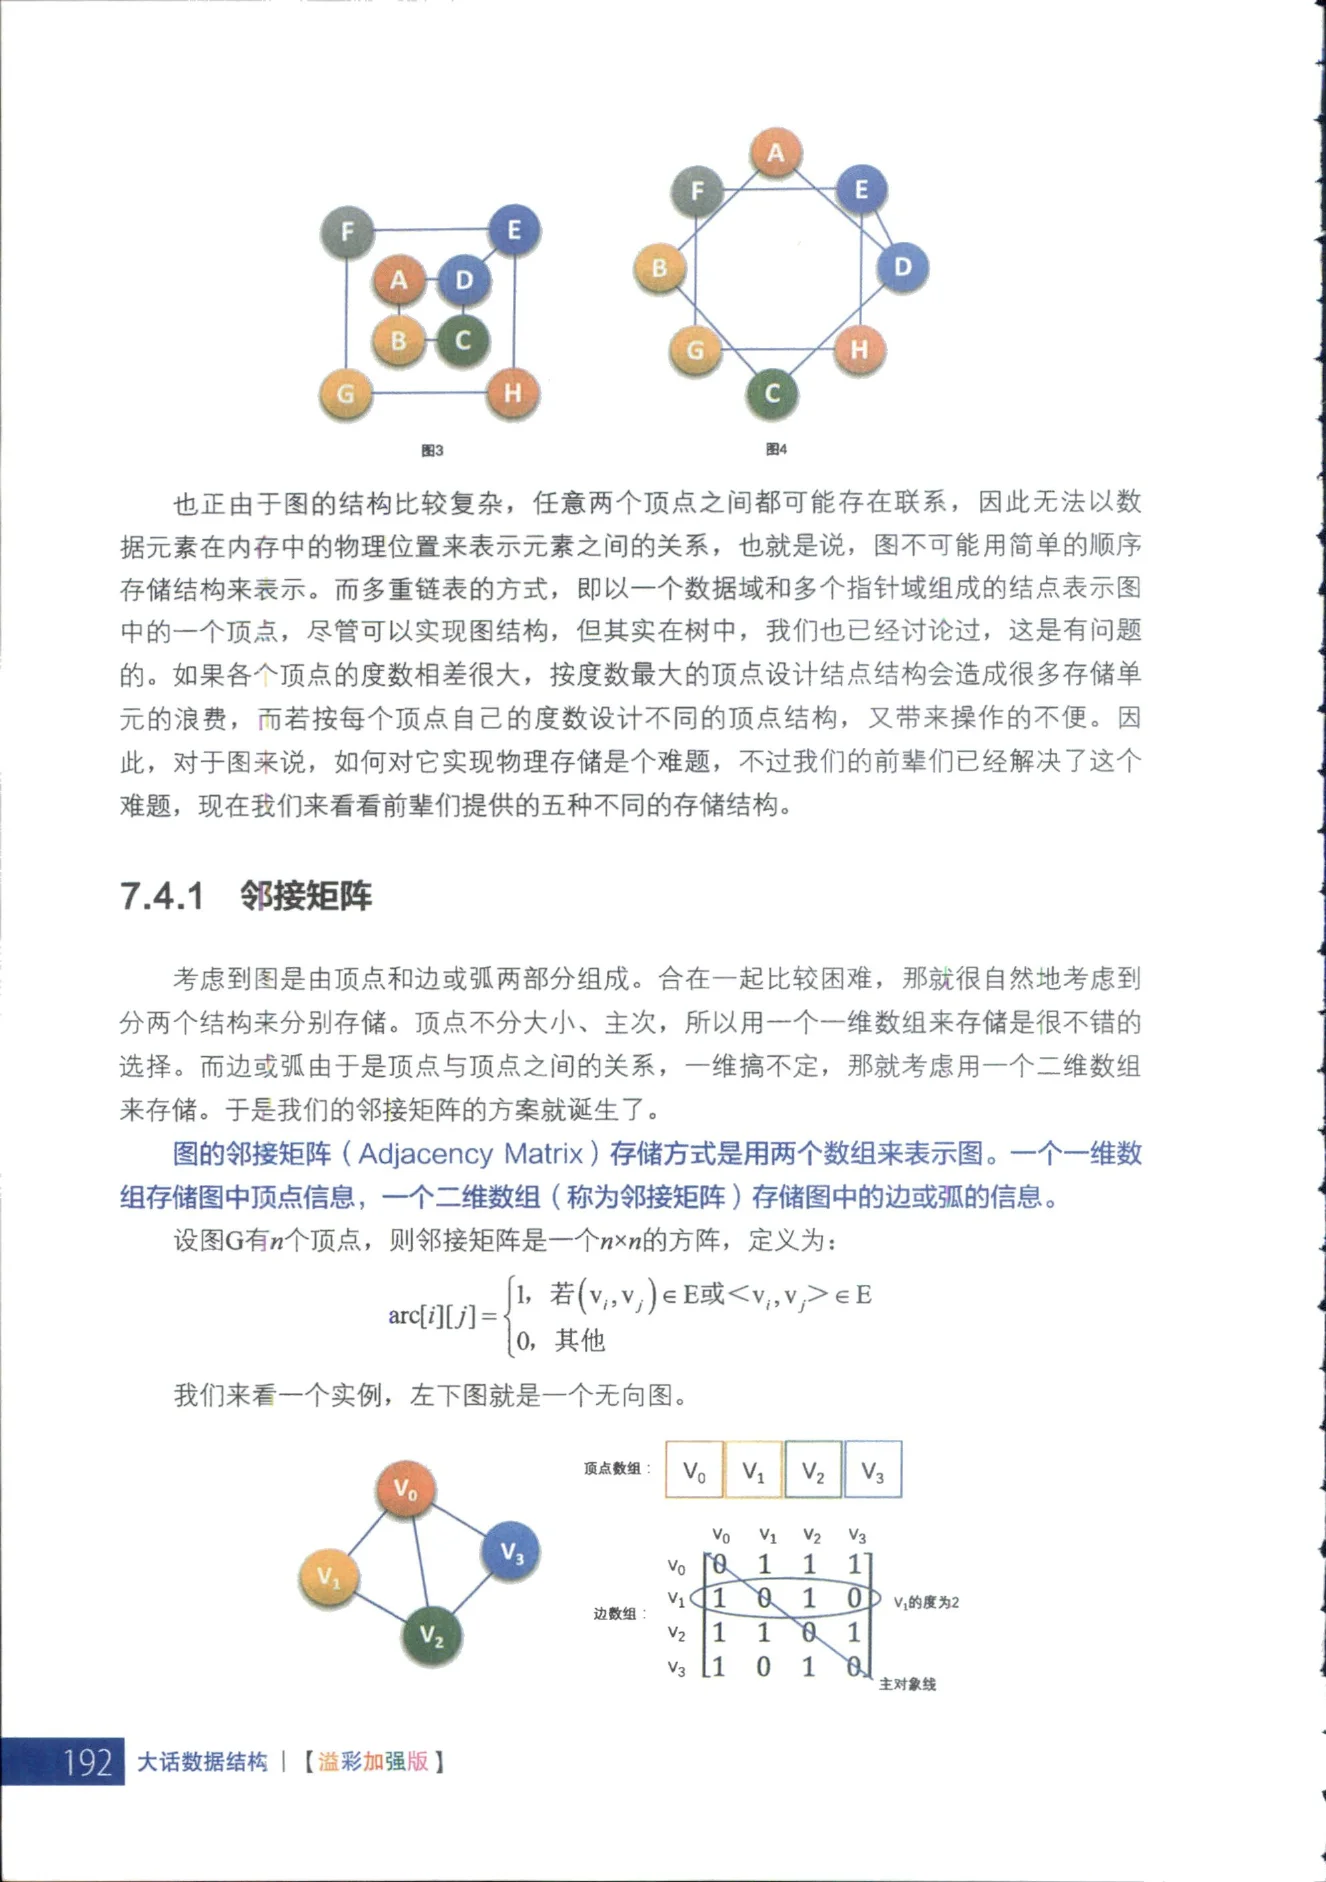 A
F E
B D
G H
C
F E
A D
B C
G H
图3 图4
也正由于图的结构比较复杂，任意两个顶点之间都可能存在联系，因此无法以数
据元素在内存中的物理位置来表示元素之间的关系，也就是说，图不可能用简单的顺序
存储结构来表示。而多重链表的方式，即以一个数据域和多个指针域组成的结点表示图
中的一个顶点，尽管可以实现图结构，但其实在树中，我们也已经讨论过，这是有问题
的。如果各个顶点的度数相差很大，按度数最大的顶点设计结点结构会造成很多存储单
元的浪费，而若按每个顶点自己的度数设计不同的顶点结构，又带来操作的不便。因
此，对于图来说，如何对它实现物理存储是个难题，不过我们的前辈们已经解决了这个
难题，现在我们来看看前辈们提供的五种不同的存储结构。
7.4.1 邻接矩阵
考虑到图是由顶点和边或弧两部分组成。合在一起比较困难，那就很自然地考虑到
分两个结构来分别存储。顶点不分大小、主次，所以用一个一维数组来存储是很不错的
选择。而边或弧由于是顶点与顶点之间的关系，一维搞不定，那就考虑用一个二维数组
来存储。于是我们的邻接矩阵的方案就诞生了。
图的邻接矩阵（Adjacency Matrix）存储方式是用两个数组来表示图。一个一维数
组存储图中顶点信息，一个二维数组（称为邻接矩阵）存储图中的边或弧的信息。
设图G有n个顶点，则邻接矩阵是一个n×n的方阵，定义为：
arc[i][j]={1，若(vᵢ,vⱼ)∈E或<vᵢ,vⱼ>∈E
0，其他
我们来看一个实例，左下图就是一个无向图。
V₀
V₁ V₃
V₂
顶点数组： V₀ V₁ V₂ V₃
V₀ V₁ V₂ V₃
V₀ 0 1 1 1
V₁ 1 0 1 0 V₁的度为2
边数组：
V₂ 1 1 0 1
V₃ 1 0 1 0
主对象线
192 大话数据结构 | 【溢彩加强版】